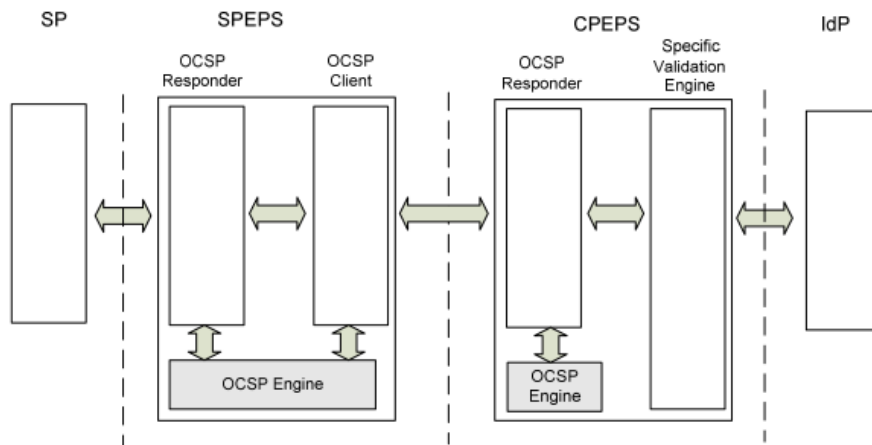 SP
SPEPS
CPEPS
IdP
OCSP
Responder
OCSP
Client
OCSP
Responder
Specific
Validation
Engine
OCSP Engine
OCSP
Engine